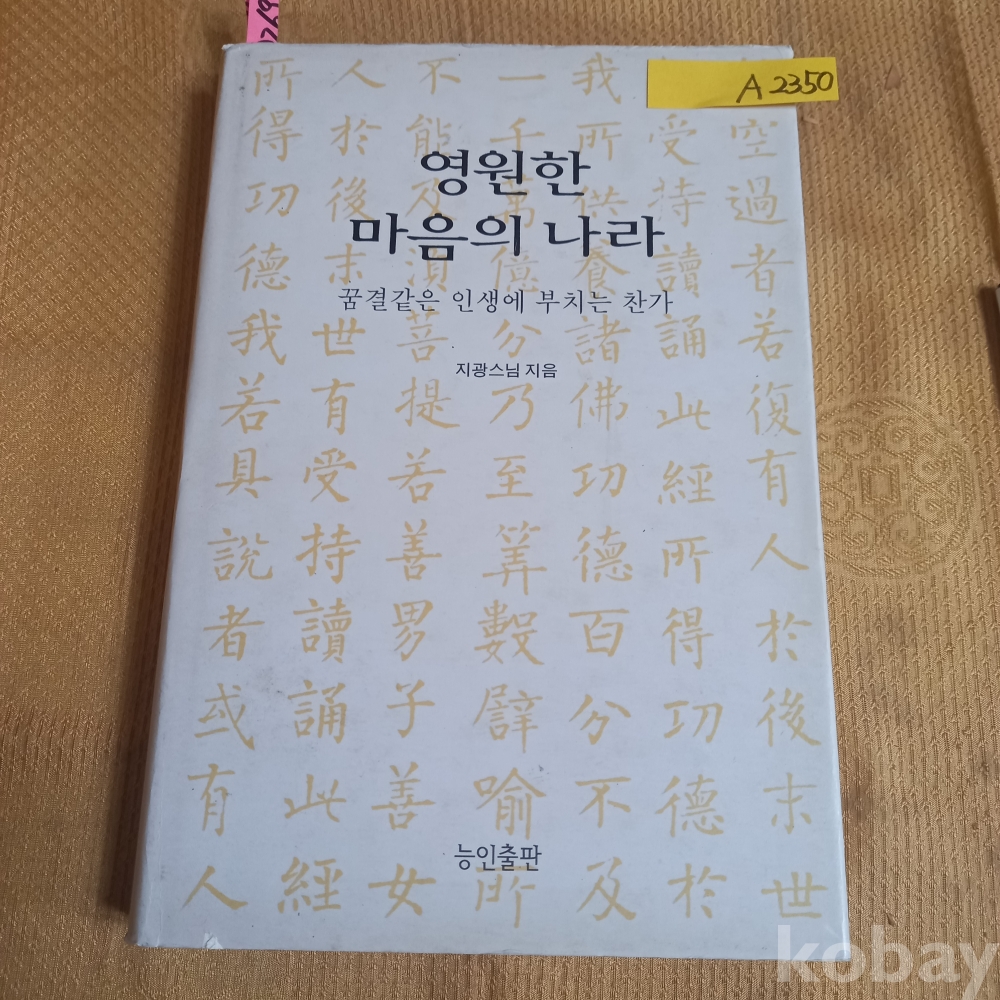 A 2350
영원한
마음의 나라
꿈결같은 인생에 부치는 찬가
지광스님 지음
능인출판
空過者若復有人於後末世
受持讀誦此經所得功德於
我所供養諸佛功德百分不及
一千萬億分乃至筭數譬喻所
不能及須菩提若善男子善女
人於後末世有受持讀誦此經
所得功德我若具說者或有人
kobay